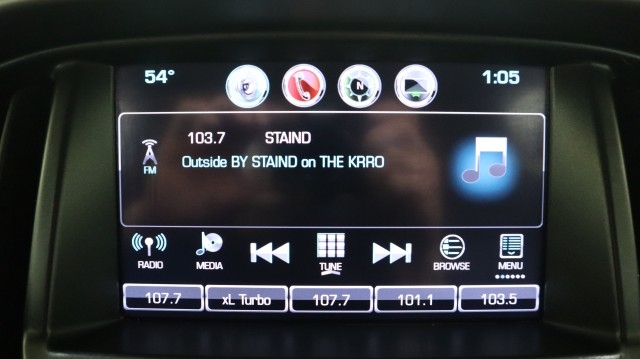 54° N 1:05
103.7 STAIND
FM
Outside BY STAIND on THE KRRO
RADIO MEDIA TUNE BROWSE MENU
107.7 xL Turbo 107.7 101.1 103.5